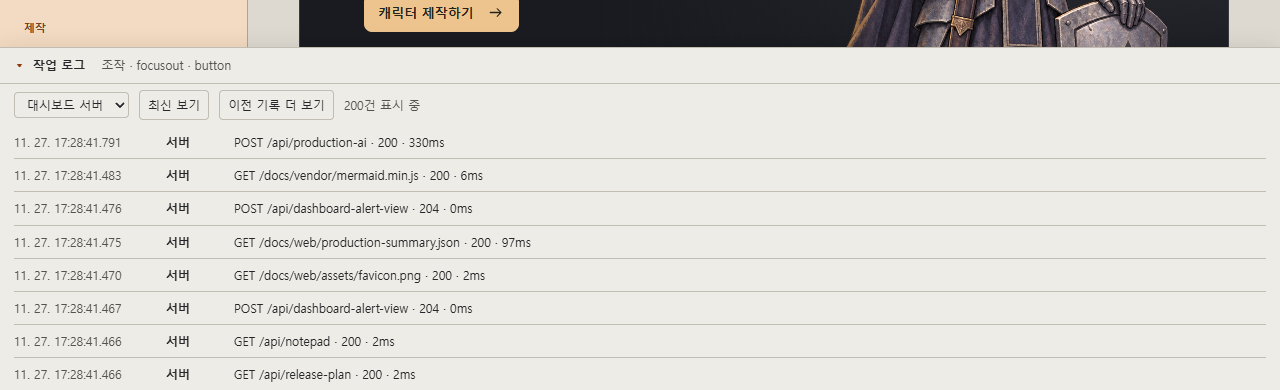 캐릭터 제작하기 →
제작
작업 로그 조작 · focusout · button
대시보드 서버 최신 보기 이전 기록 더 보기 200건 표시 중
11. 27. 17:28:41.791 서버 POST /api/production-ai · 200 · 330ms
11. 27. 17:28:41.483 서버 GET /docs/vendor/mermaid.min.js · 200 · 6ms
11. 27. 17:28:41.476 서버 POST /api/dashboard-alert-view · 204 · 0ms
11. 27. 17:28:41.475 서버 GET /docs/web/production-summary.json · 200 · 97ms
11. 27. 17:28:41.470 서버 GET /docs/web/assets/favicon.png · 200 · 2ms
11. 27. 17:28:41.467 서버 POST /api/dashboard-alert-view · 204 · 0ms
11. 27. 17:28:41.466 서버 GET /api/notepad · 200 · 2ms
11. 27. 17:28:41.466 서버 GET /api/release-plan · 200 · 2ms